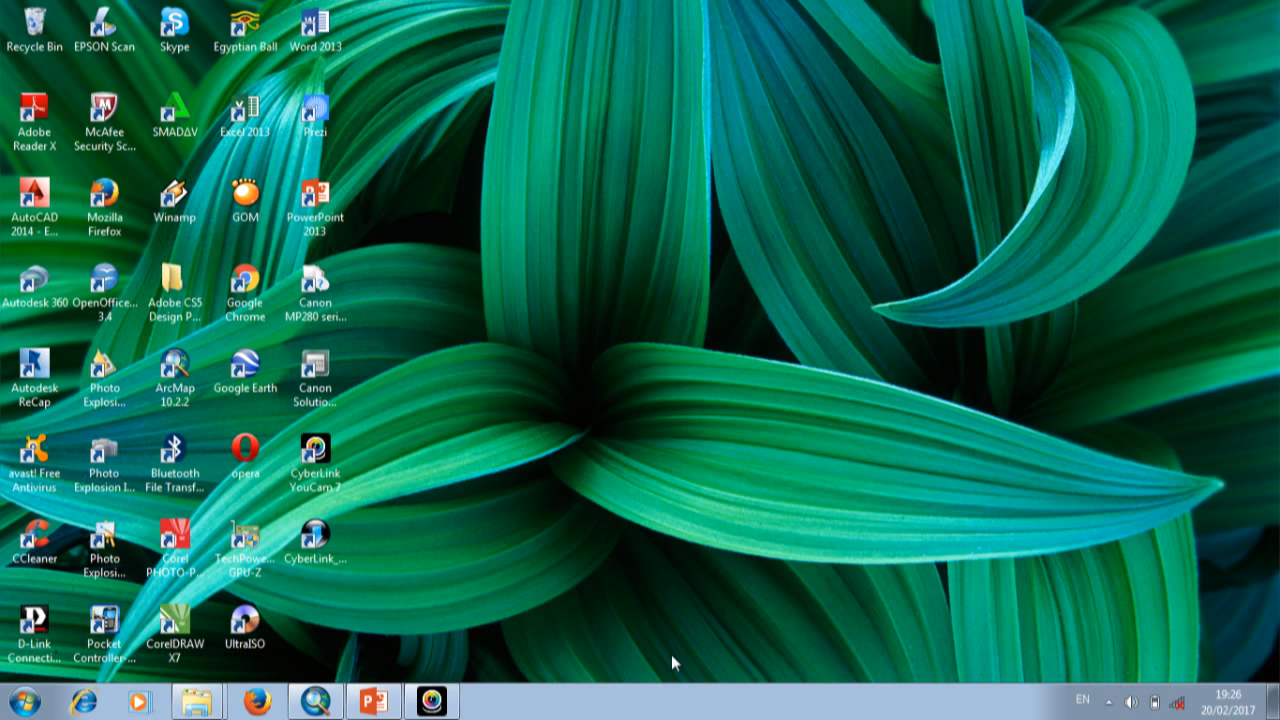 Recycle Bin
EPSON Scan
Skype
Egyptian Ball
Word 2013
Adobe
Reader X
McAfee
Security Sc...
SMADΔV
Excel 2013
Prezi
AutoCAD
2014 - E...
Mozilla
Firefox
Winamp
GOM
PowerPoint
2013
Autodesk 360
OpenOffice...
3.4
Adobe CS5
Design P...
Google
Chrome
Canon
MP280 seri...
Autodesk
ReCap
Photo
Explosi...
ArcMap
10.2.2
Google Earth
Canon
Solutio...
avast! Free
Antivirus
Photo
Explosion I...
Bluetooth
File Transf...
opera
CyberLink
YouCam 7
CCleaner
Photo
Explosi...
Corel
PHOTO-P...
TechPowe...
GPU-Z
CyberLink_...
D-Link
Connecti...
Pocket
Controller-...
CorelDRAW
X7
UltraISO
EN
19:26
20/02/2017